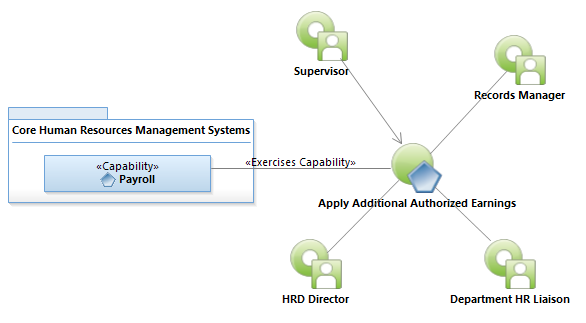 Supervisor
Records Manager
Core Human Resources Management Systems
«Capability»
Payroll
«Exercises Capability»
Apply Additional Authorized Earnings
HRD Director
Department HR Liaison